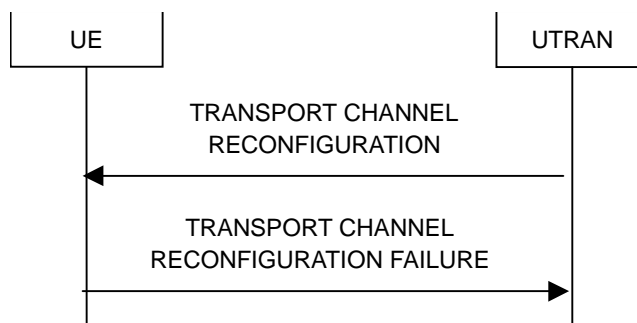 UE
UTRAN
TRANSPORT CHANNEL
RECONFIGURATION
TRANSPORT CHANNEL
RECONFIGURATION FAILURE